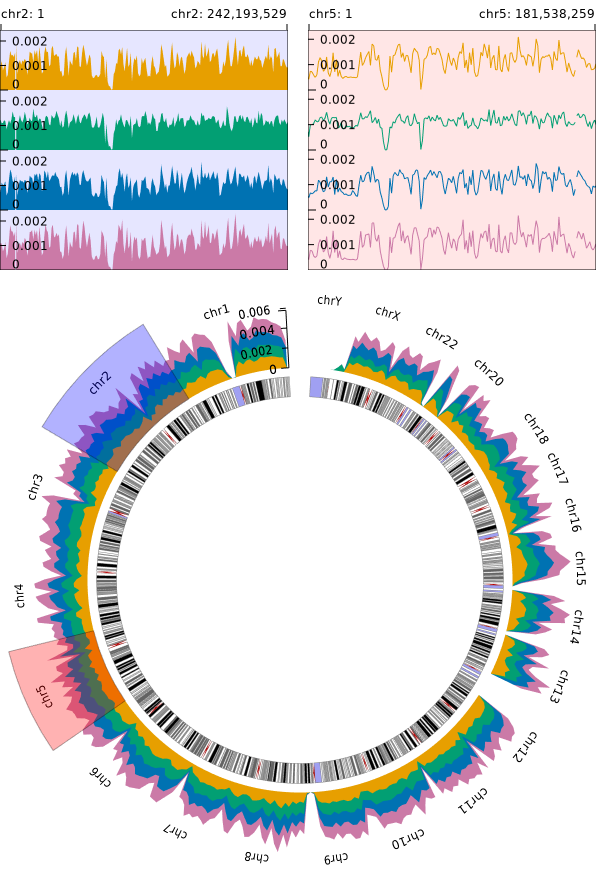 chr2: 1
chr2: 242,193,529
chr5: 1
chr5: 181,538,259
0.002
0.001
0
0.002
0.001
0
0.002
0.001
0
0.002
0.001
0
0.002
0.001
0
0.002
0.001
0
0.002
0.001
0
0.002
0.001
0
chr1
0.006
0.004
0.002
0
chrY
chrX
chr22
chr20
chr18
chr17
chr16
chr15
chr14
chr13
chr12
chr11
chr10
chr9
chr8
chr7
chr6
chr5
chr4
chr3
chr2